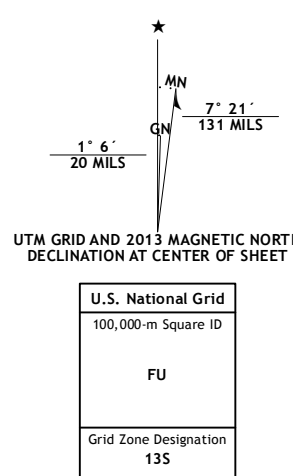 ★
MN
GN
7° 21´
131 MILS
1° 6´
20 MILS
UTM GRID AND 2013 MAGNETIC NORTH
DECLINATION AT CENTER OF SHEET
U.S. National Grid
100,000-m Square ID
FU
Grid Zone Designation
13S